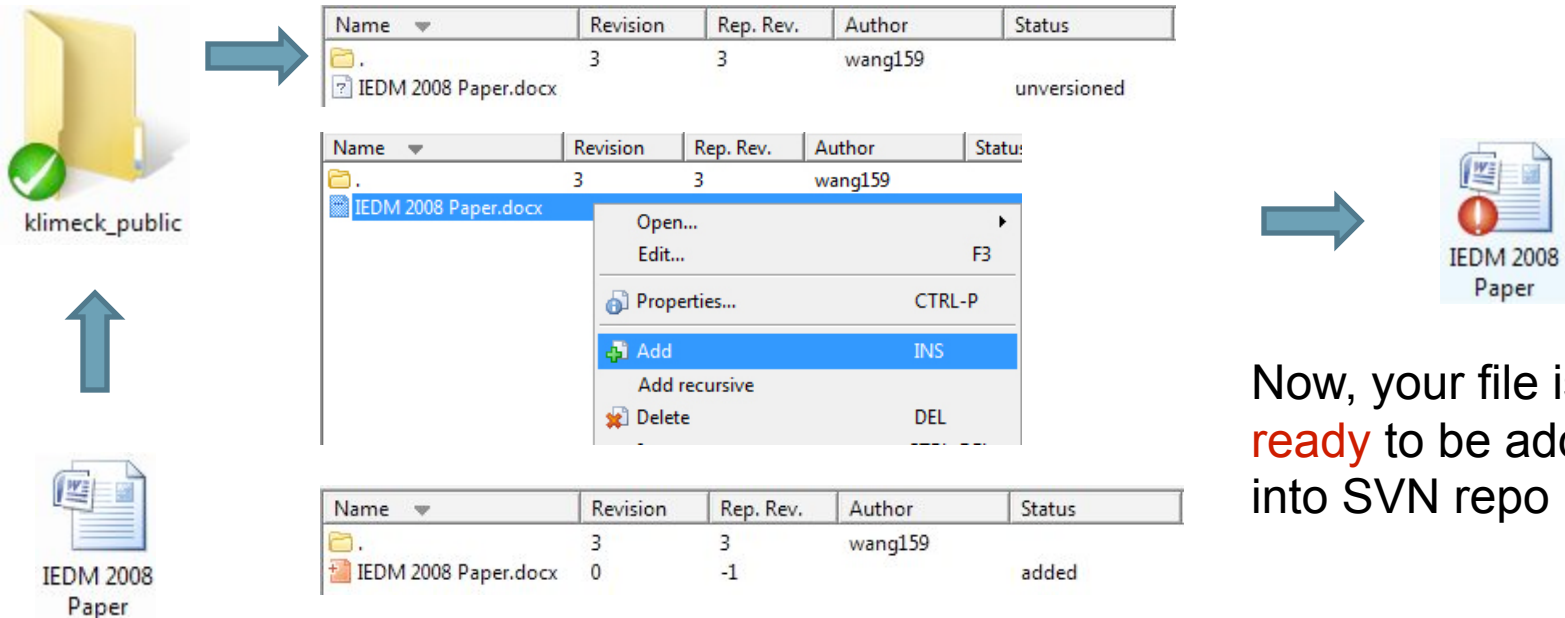 klimeck_public
IEDM 2008
Paper
Name Revision Rep. Rev. Author Status
. 3 3 wang159
IEDM 2008 Paper.docx unversioned
Name Revision Rep. Rev. Author
. 3 3 wang159
IEDM 2008 Paper.docx
Open...
Edit... F3
Properties... CTRL-P
Add INS
Add recursive
Delete DEL
Name Revision Rep. Rev. Author Status
. 3 3 wang159
IEDM 2008 Paper.docx 0 -1 added
IEDM 2008
Paper
Now, your file
ready to be
into SVN repo